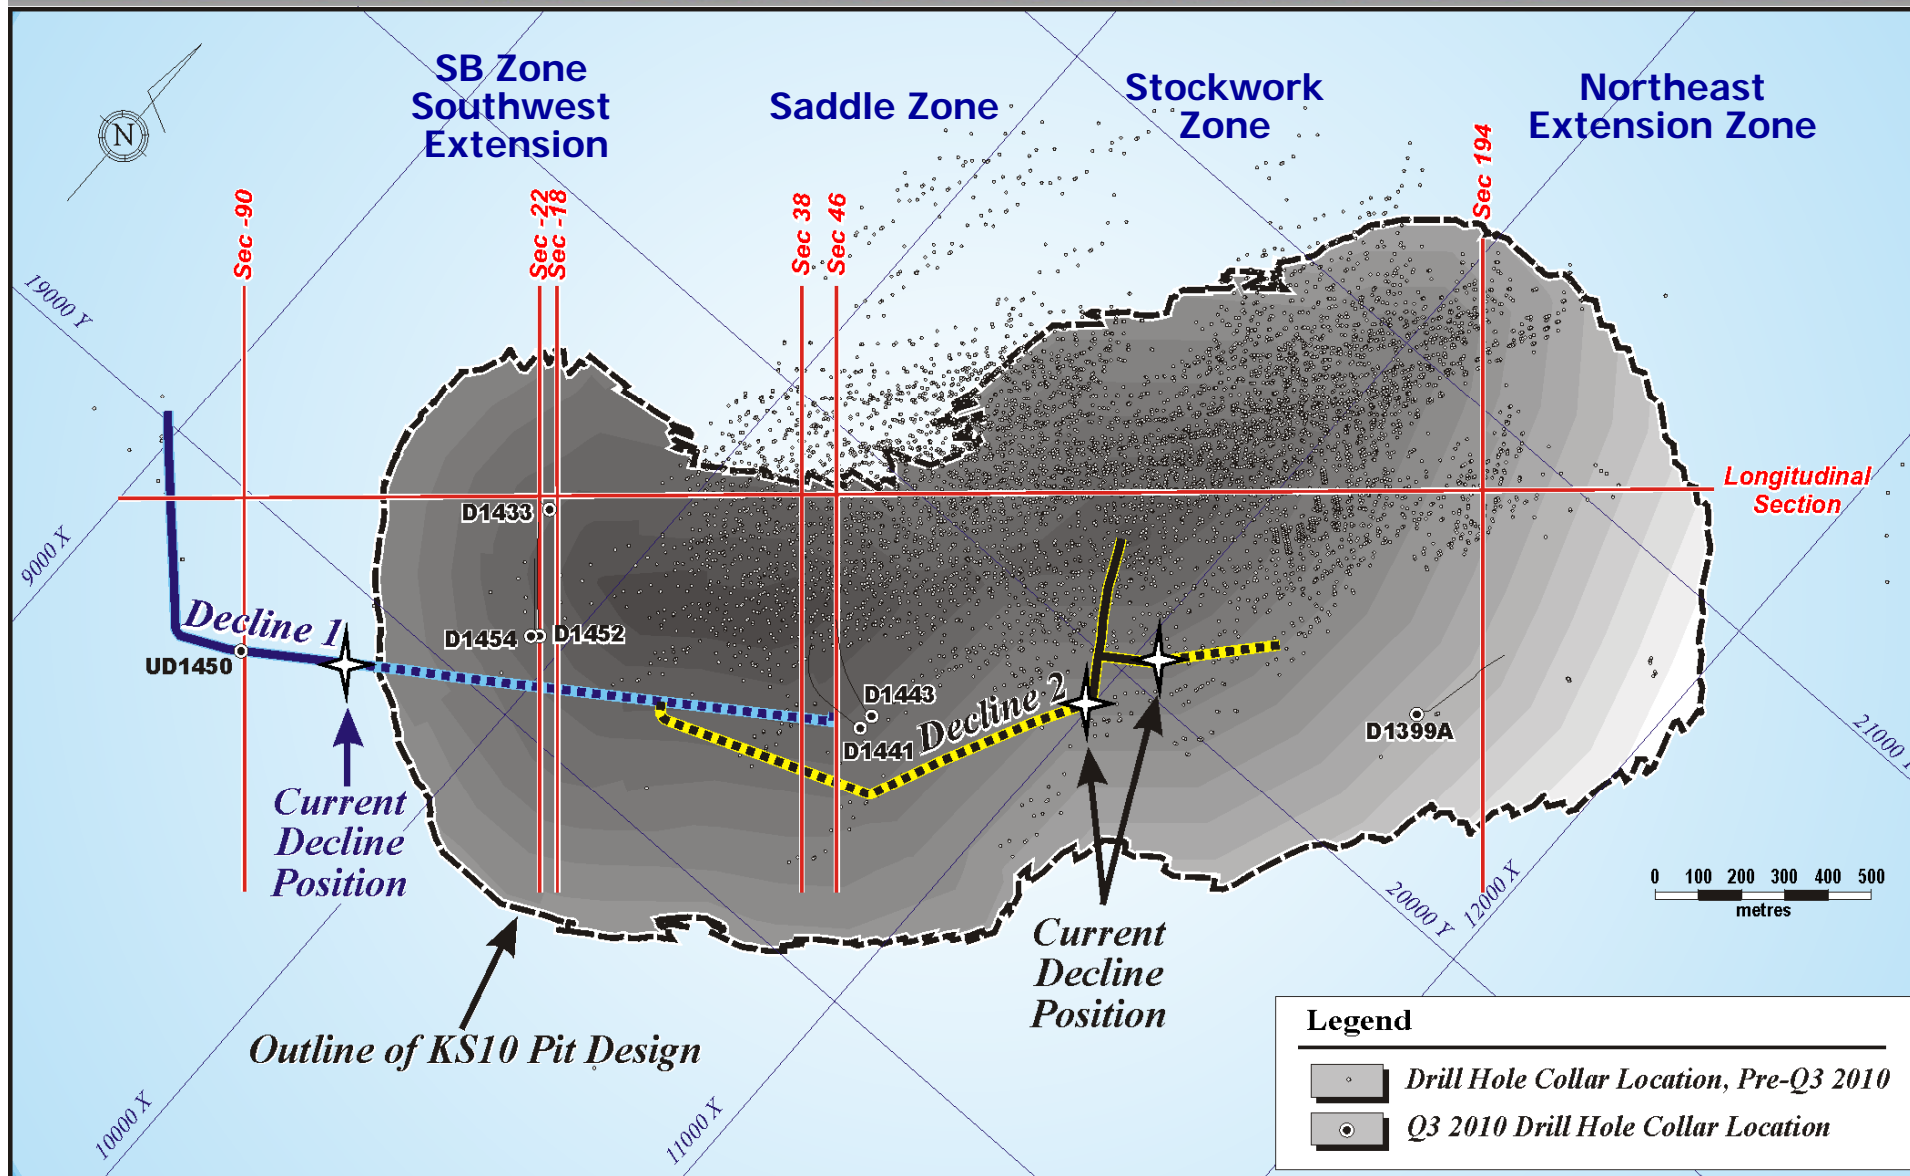 SB Zone
Southwest
Extension
Saddle Zone
Stockwork
Zone
Northeast
Extension Zone
N
Sec -90
Sec -22
Sec -18
Sec 38
Sec 46
Sec 194
19000 Y
9000 X
Longitudinal
Section
D1433
Decline 1
D1454
D1452
UD1450
D1443
D1441
Decline 2
D1399A
21000 Y
Current
Decline
Position
Current
Decline
Position
20000 Y
12000 X
0 100 200 300 400 500
metres
Outline of KS10 Pit Design
10000 X
11000 X
Legend
Drill Hole Collar Location, Pre-Q3 2010
Q3 2010 Drill Hole Collar Location